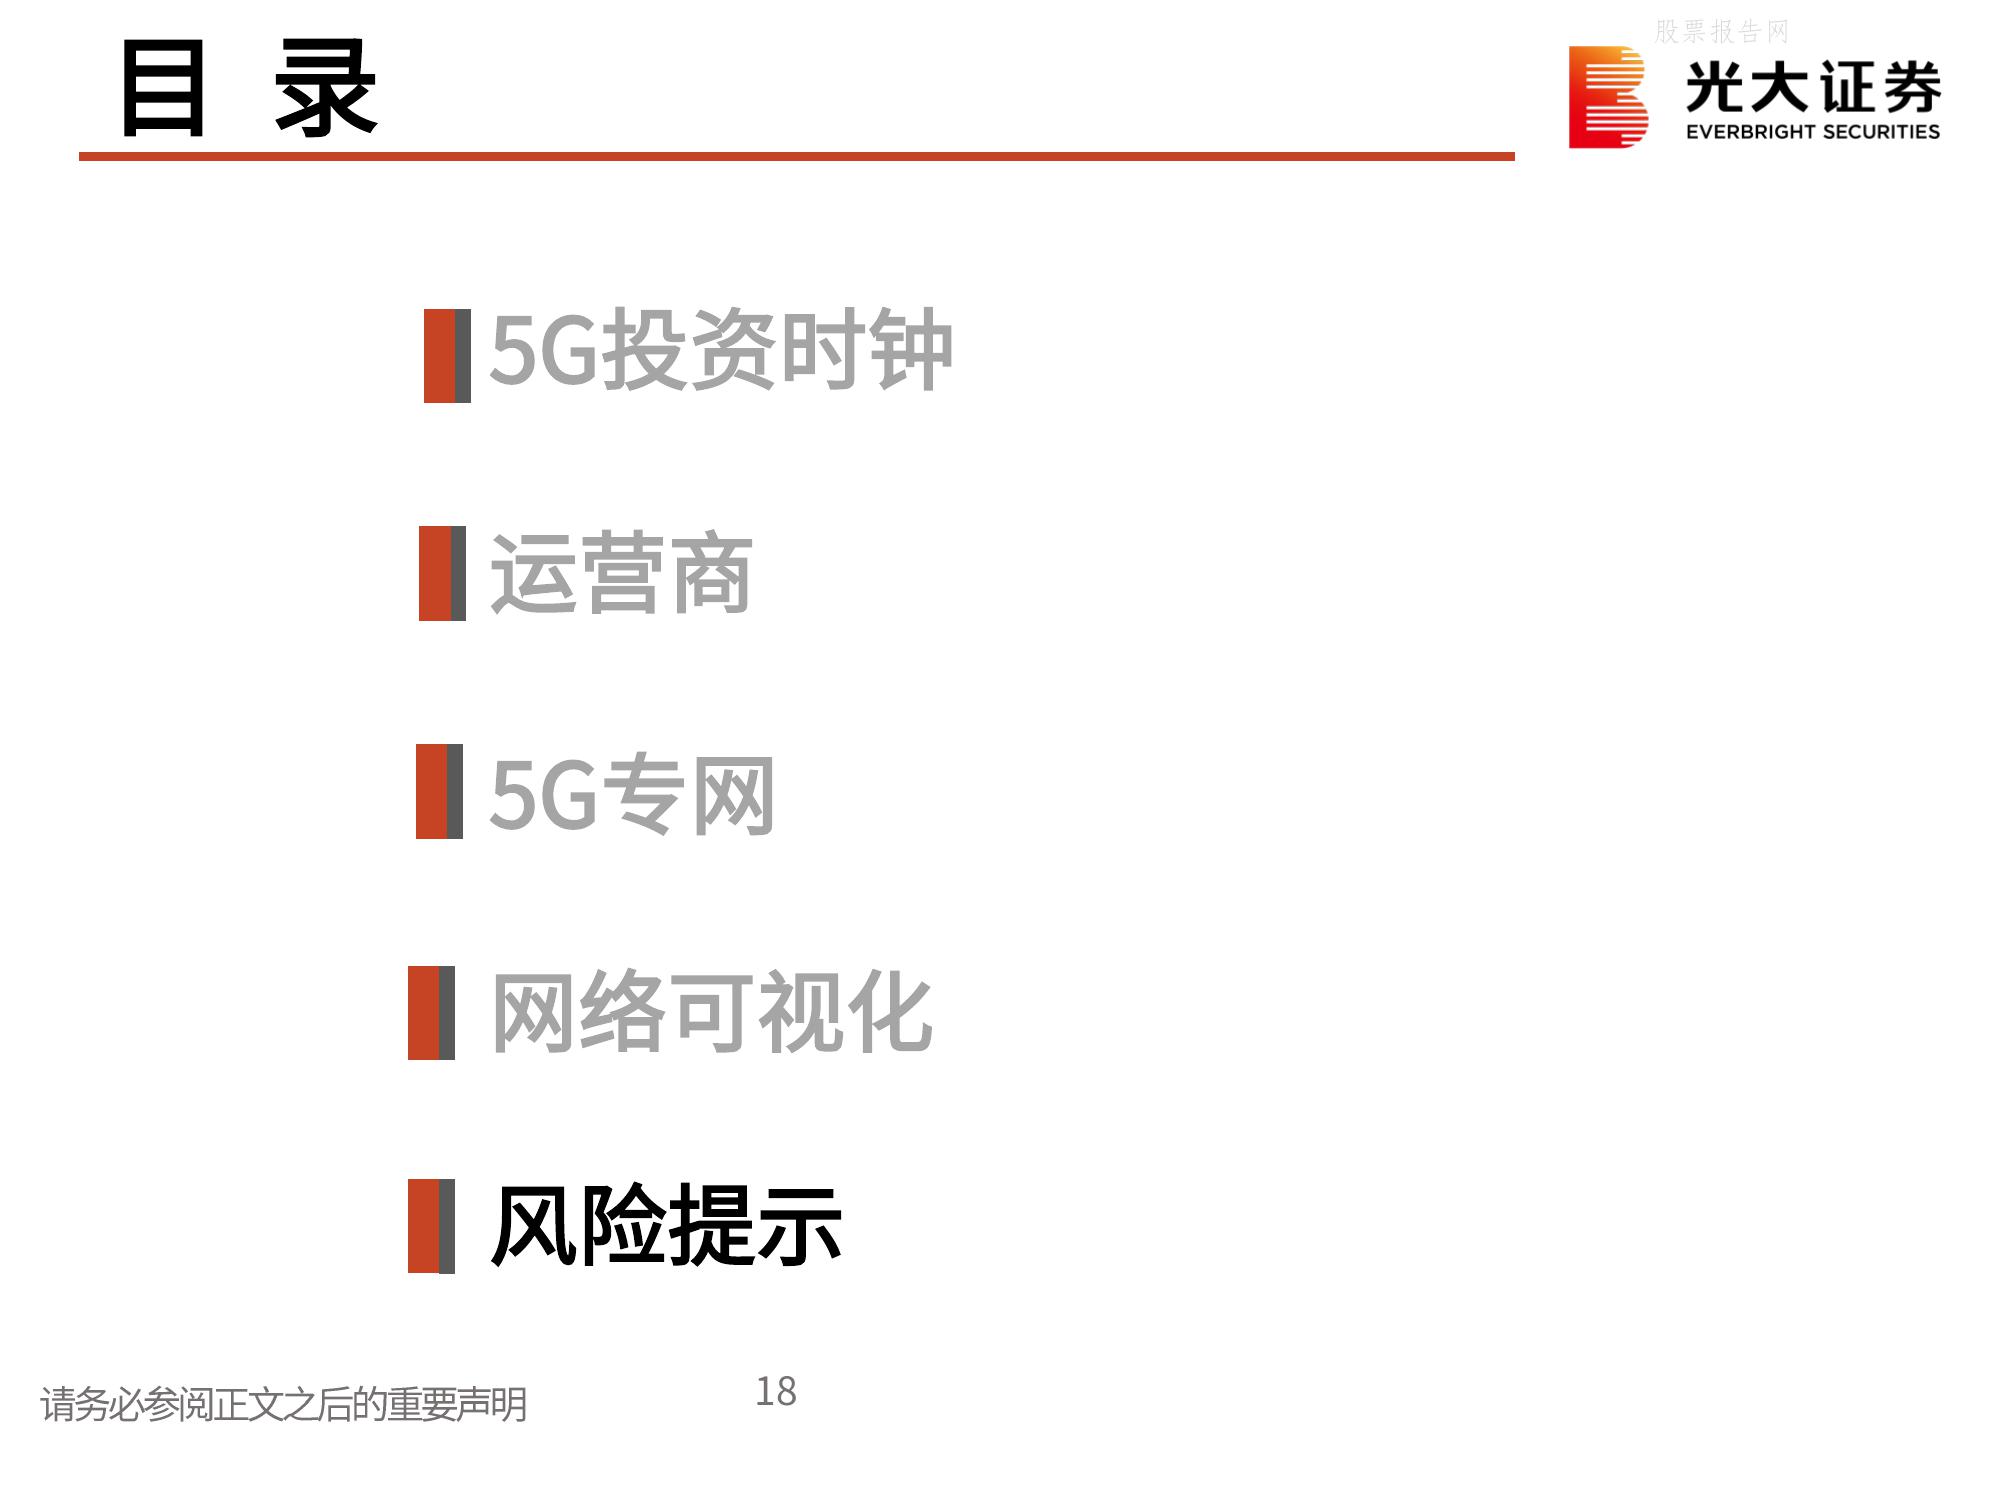 股票报告网
目 录
光大证券
EVERBRIGHT SECURITIES
5G投资时钟
运营商
5G专网
网络可视化
风险提示
请务必参阅正文之后的重要声明
18